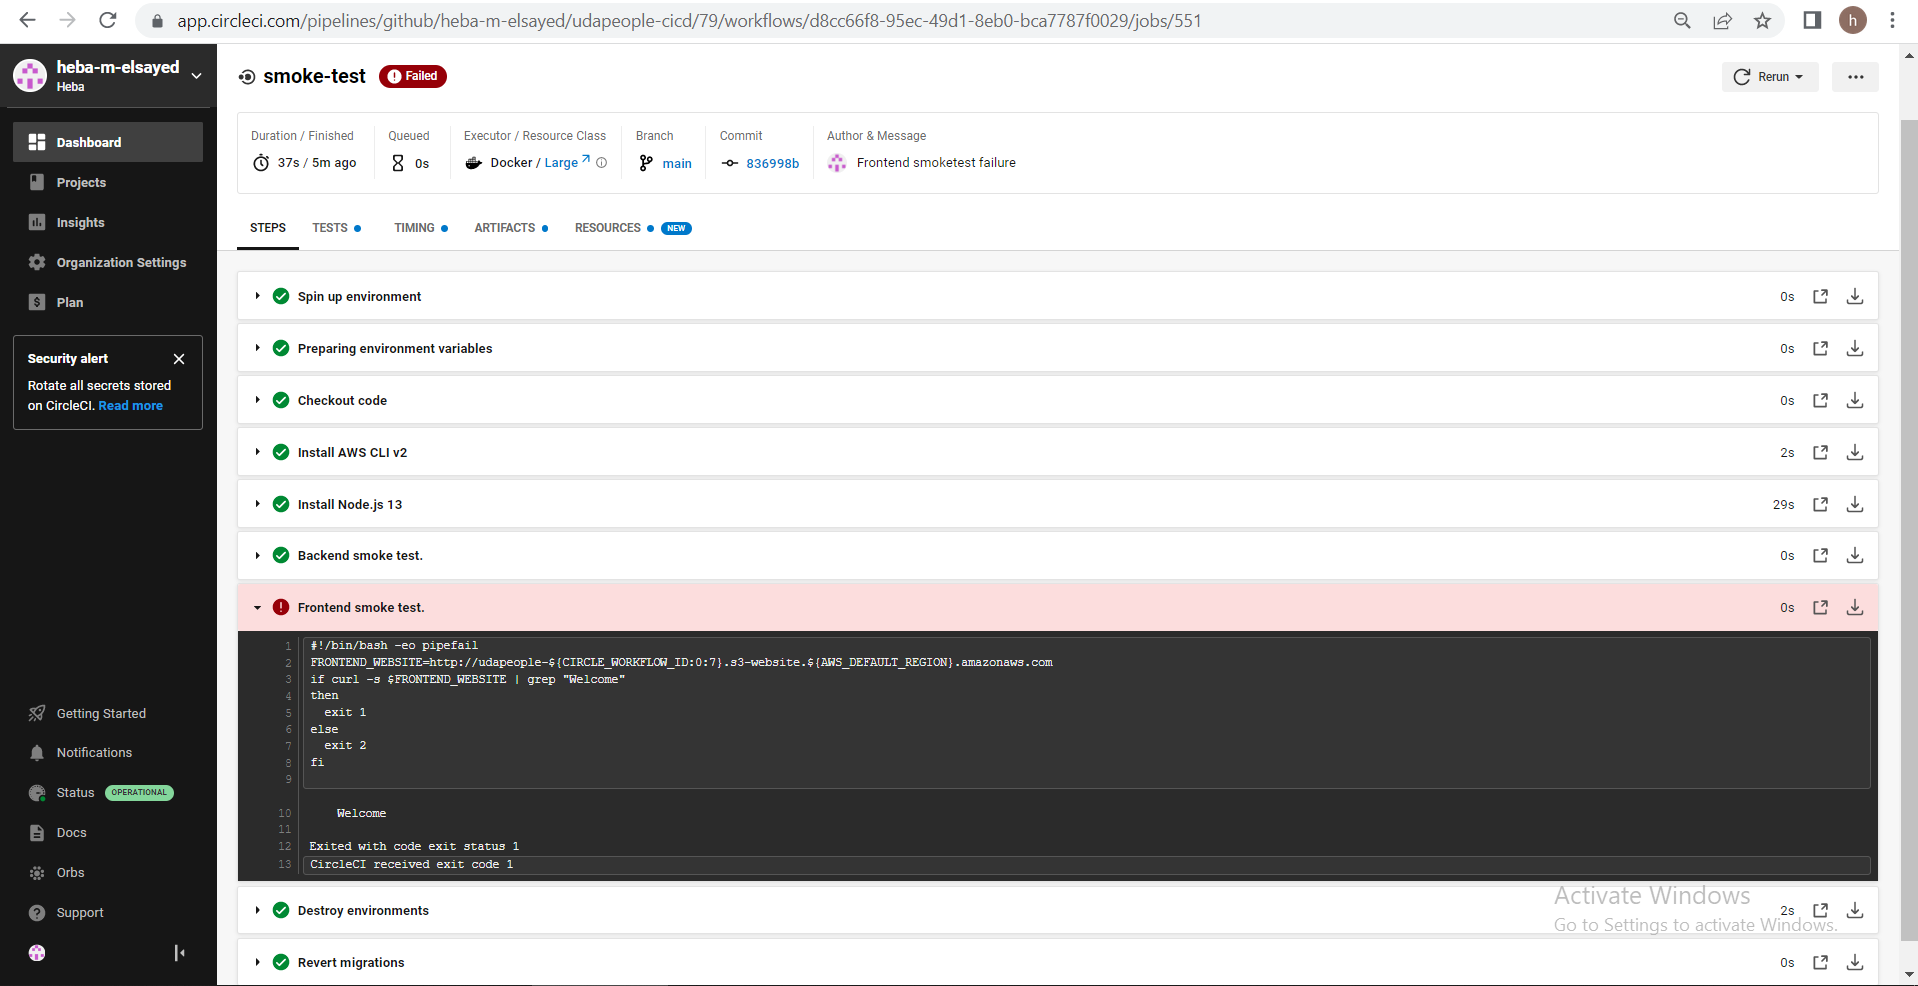 app.circleci.com/pipelines/github/heba-m-elsayed/udapeople-cicd/79/workflows/d8cc66f8-95ec-49d1-8eb0-bca7787f0029/jobs/551
h
heba-m-elsayed
Heba
Dashboard
Projects
Insights
Organization Settings
Plan
Security alert
Rotate all secrets stored
on CircleCI. Read more
Getting Started
Notifications
Status OPERATIONAL
Docs
Orbs
Support
smoke-test Failed
Rerun
Duration / Finished
37s / 5m ago
Queued
0s
Executor / Resource Class
Docker / Large
Branch
main
Commit
836998b
Author & Message
Frontend smoketest failure
STEPS TESTS TIMING ARTIFACTS RESOURCES NEW
Spin up environment 0s
Preparing environment variables 0s
Checkout code 0s
Install AWS CLI v2 2s
Install Node.js 13 29s
Backend smoke test. 0s
Frontend smoke test. 0s
1 #!/bin/bash -eo pipefail
2 FRONTEND_WEBSITE=http://udapeople-${CIRCLE_WORKFLOW_ID:0:7}.s3-website.${AWS_DEFAULT_REGION}.amazonaws.com
3 if curl -s $FRONTEND_WEBSITE | grep "Welcome"
4 then
5 exit 1
6 else
7 exit 2
8 fi
9
10 Welcome
11
12 Exited with code exit status 1
13 CircleCI received exit code 1
Destroy environments 2s
Revert migrations 0s
Activate Windows
Go to Settings to activate Windows.